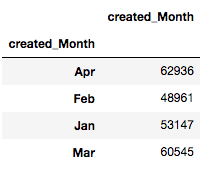 created_Month
created_Month
Apr 62936
Feb 48961
Jan 53147
Mar 60545